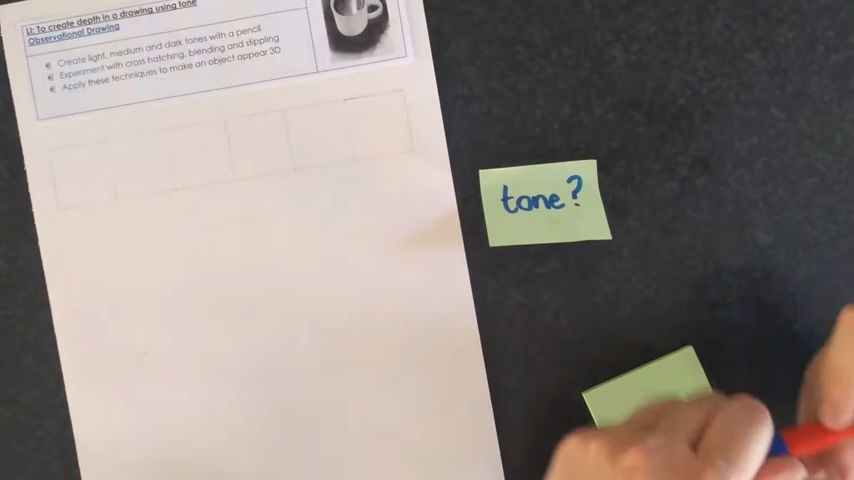 LI: To create depth in a drawing using tone
Observational Drawing
€ Create light, medium and dark tones with a pencil
€ Experiment with cross hatching, blending and stippling
€ Apply these techniques to make an object appear 3D
tone?